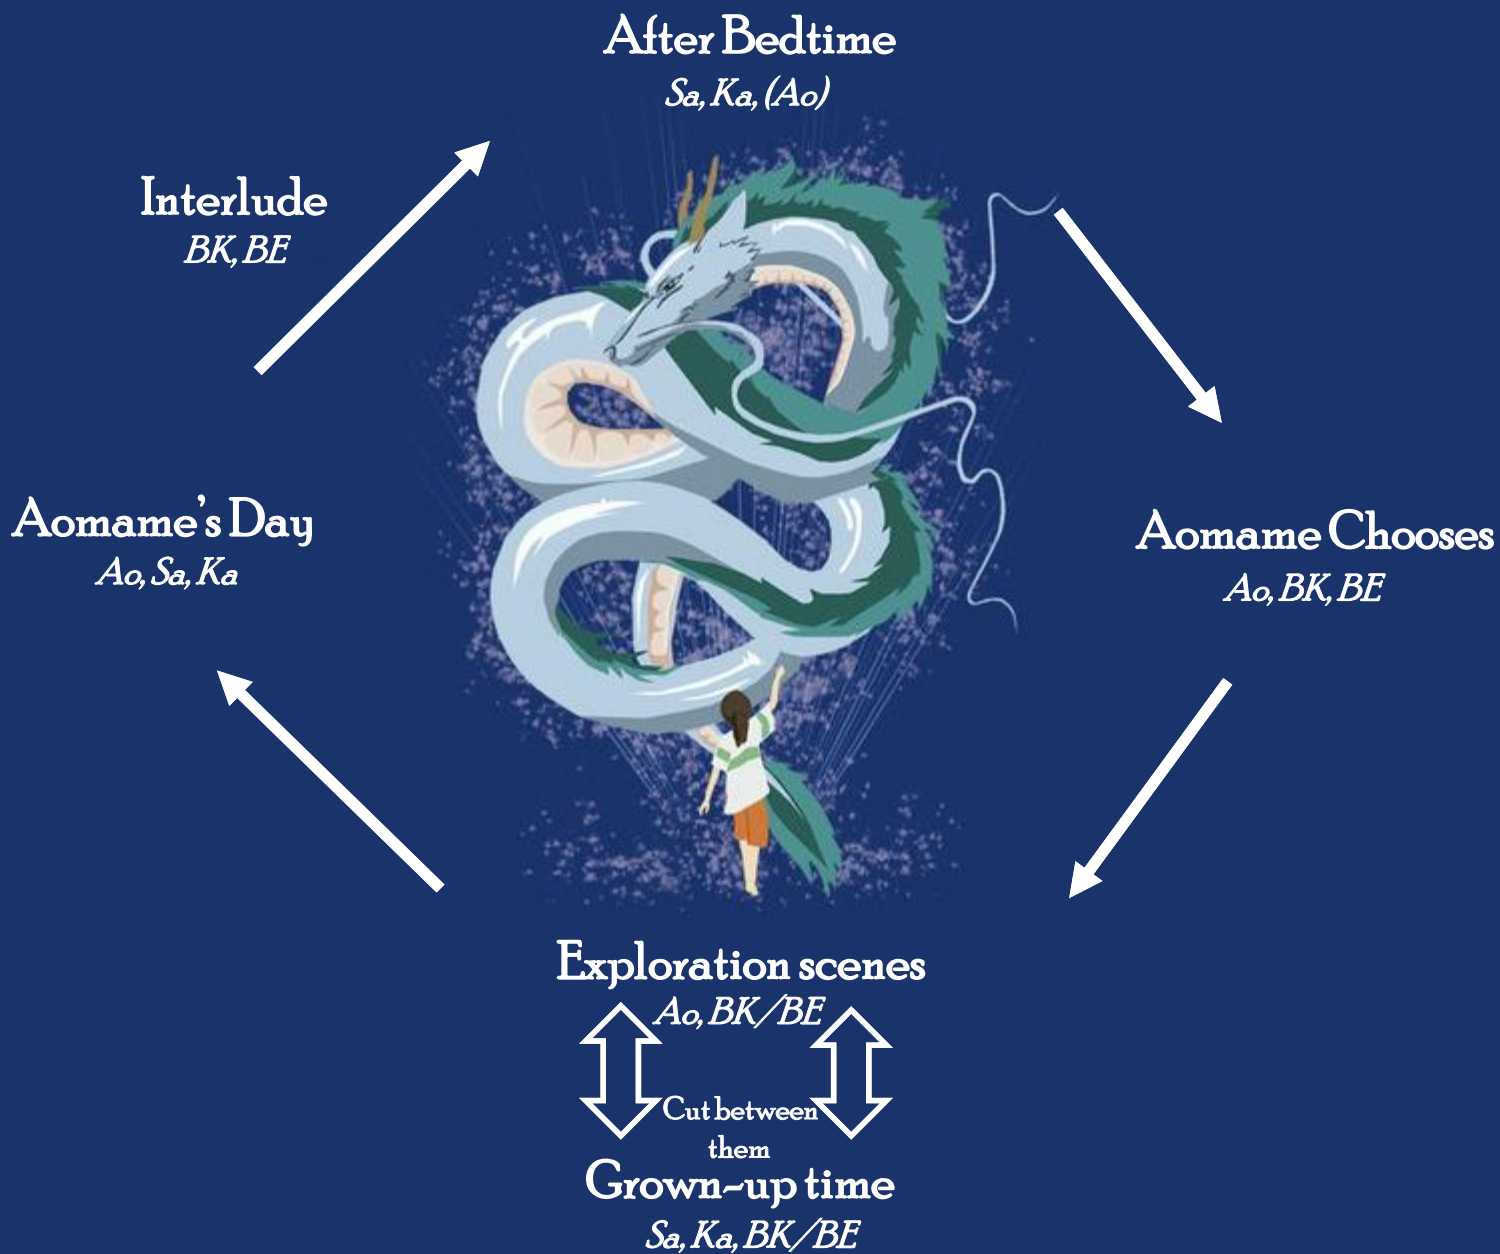 After Bedtime
Sa, Ka, (Ao)
Interlude
BK, BE
Aomame's Day
Ao, Sa, Ka
Aomame Chooses
Ao, BK, BE
Exploration scenes
Ao, BK/BE
Cut between
them
Grown-up time
Sa, Ka, BK/BE